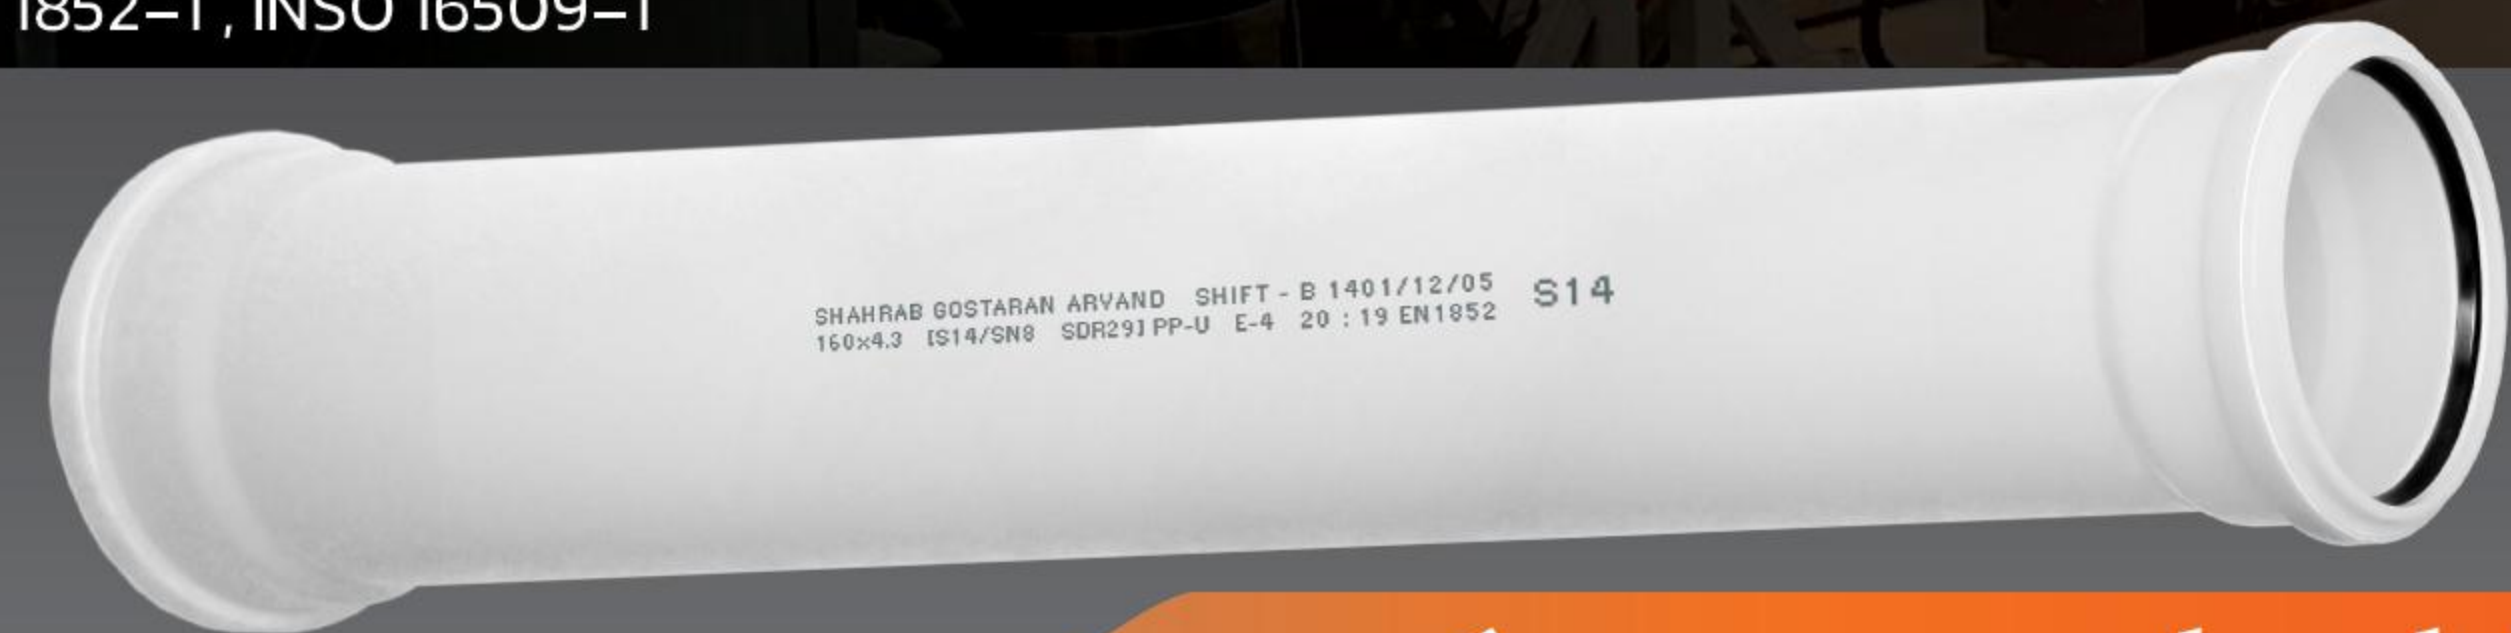 1852–1, INSO 16509–1
SHAHRAB GOSTARAN ARVAND SHIFT - B 1401/12/05 S14
160x4.3 [S14/SN8 SDR29] PP-U E-4 20 : 19 EN1852